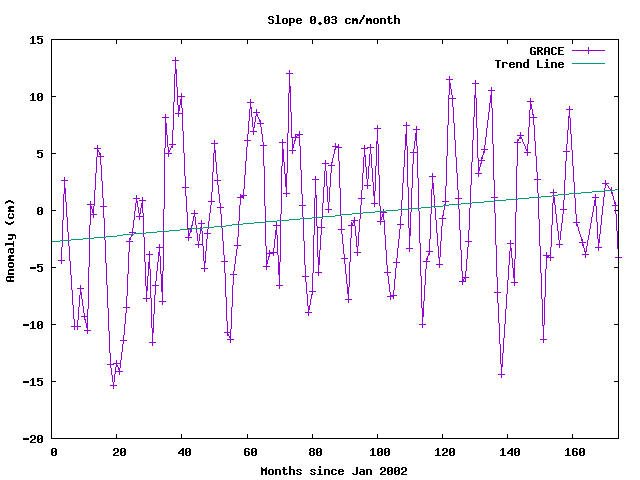 Slope 0.03 cm/month
GRACE
Trend Line
15
10
5
0
-5
-10
-15
-20
Anomaly (cm)
0 20 40 60 80 100 120 140 160
Months since Jan 2002